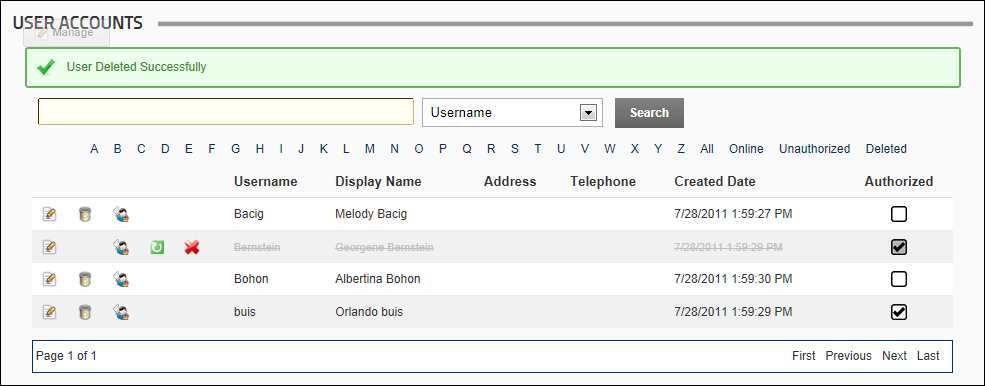 USER ACCOUNTS
Manage
User Deleted Successfully
Username Search
A B C D E F G H I J K L M N O P Q R S T U V W X Y Z All Online Unauthorized Deleted
Username Display Name Address Telephone Created Date Authorized
Bacig Melody Bacig 7/28/2011 1:59:27 PM
Bernstein Georgene Bernstein 7/28/2011 1:59:29 PM
Bohon Albertina Bohon 7/28/2011 1:59:30 PM
buis Orlando buis 7/28/2011 1:59:29 PM
Page 1 of 1 First Previous Next Last